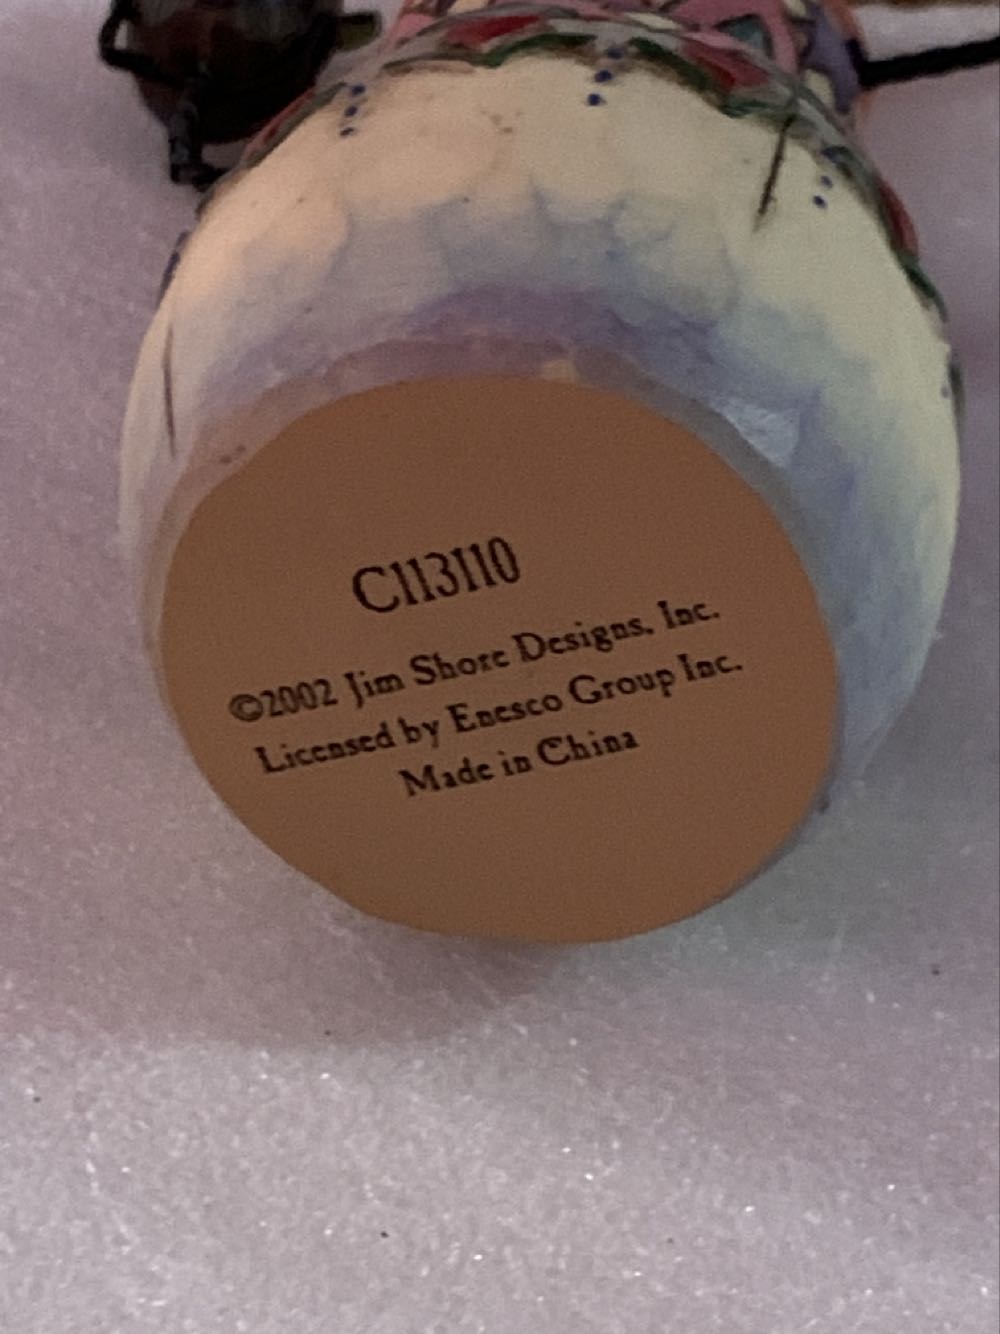 C113110
©2002 Jim Shore Designs, Inc.
Licensed by Enesco Group Inc.
Made in China